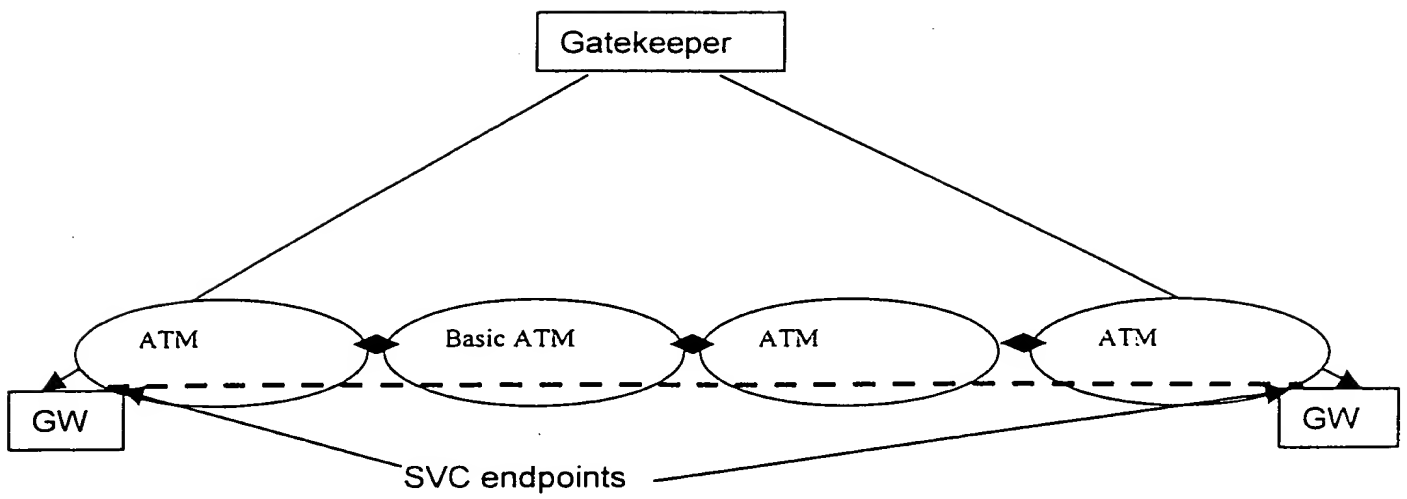 Gatekeeper
ATM
Basic ATM
ATM
ATM
GW
GW
SVC endpoints